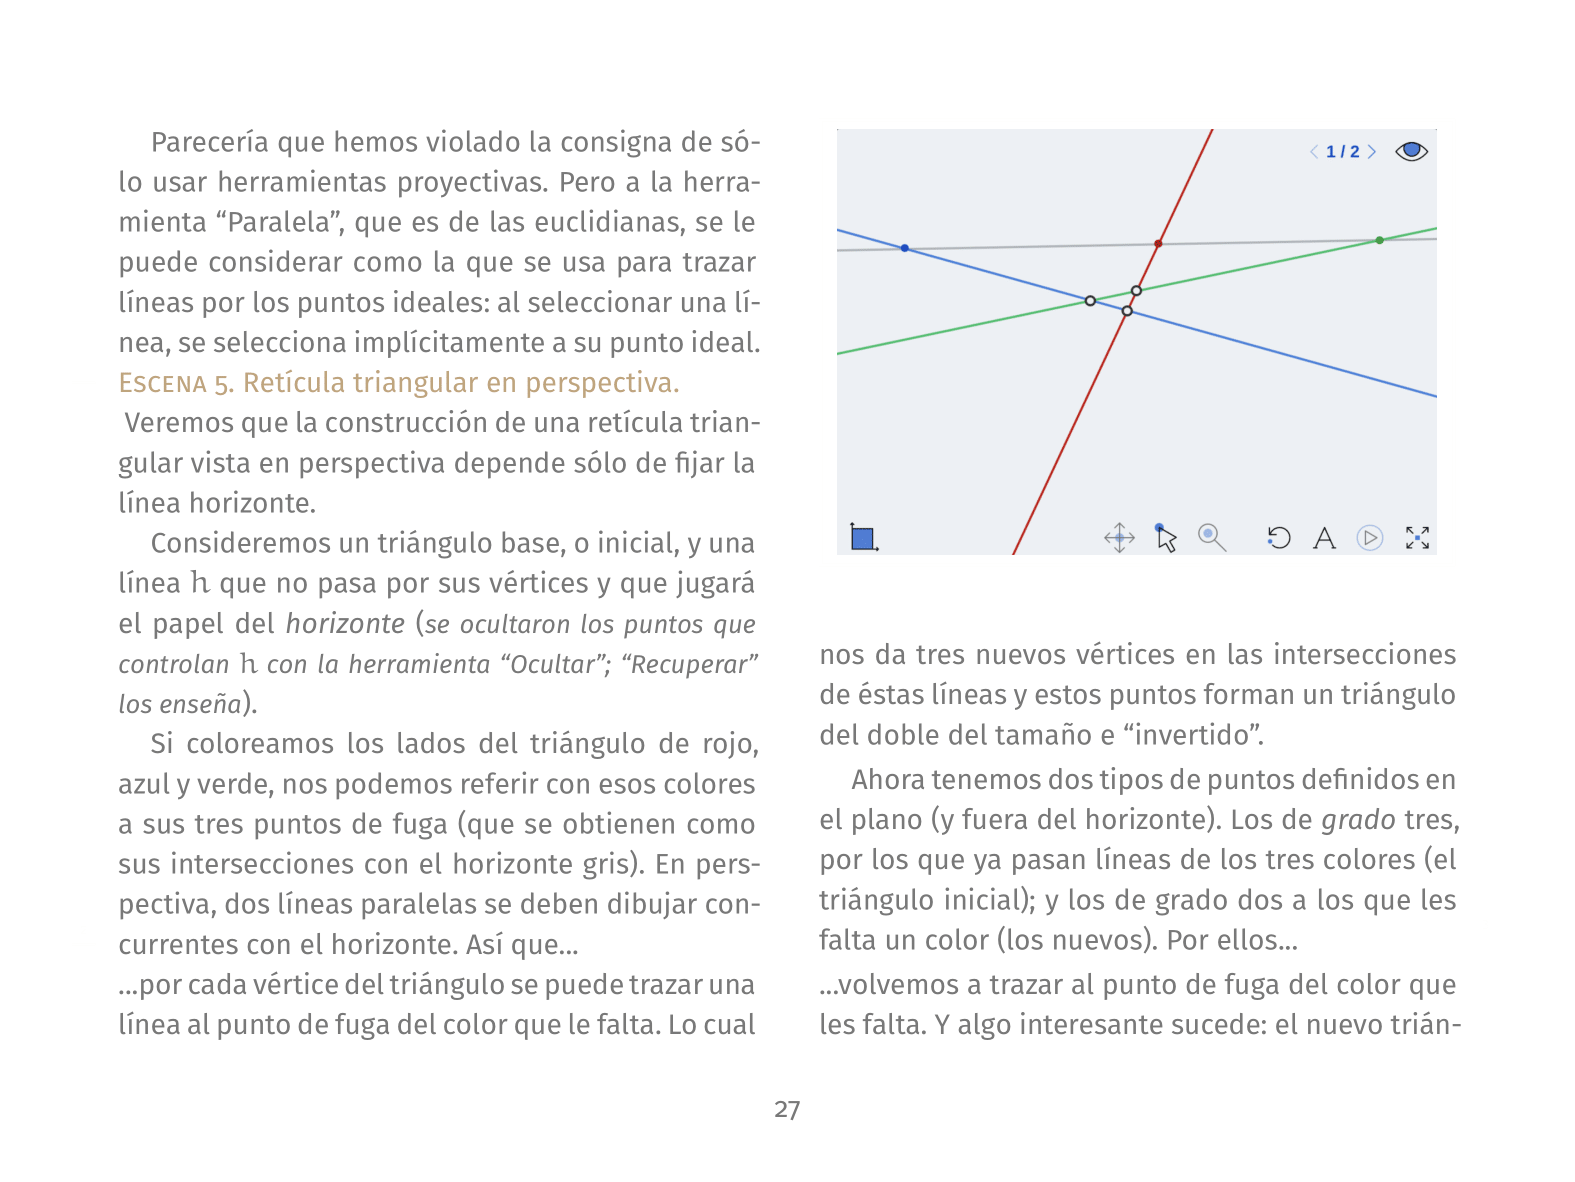 Parecería que hemos violado la consigna de só-
lo usar herramientas proyectivas. Pero a la herra-
mienta “Paralela”, que es de las euclidianas, se le
puede considerar como la que se usa para trazar
líneas por los puntos ideales: al seleccionar una lí-
nea, se selecciona implícitamente a su punto ideal.
Escena 5. Retícula triangular en perspectiva.
Veremos que la construcción de una retícula trian-
gular vista en perspectiva depende sólo de fijar la
línea horizonte.
Consideremos un triángulo base, o inicial, y una
línea h que no pasa por sus vértices y que jugará
el papel del horizonte (se ocultaron los puntos que
controlan h con la herramienta “Ocultar”; “Recuperar”
los enseña).
Si coloreamos los lados del triángulo de rojo,
azul y verde, nos podemos referir con esos colores
a sus tres puntos de fuga (que se obtienen como
sus intersecciones con el horizonte gris). En pers-
pectiva, dos líneas paralelas se deben dibujar con-
currentes con el horizonte. Así que...
...por cada vértice del triángulo se puede trazar una
línea al punto de fuga del color que le falta. Lo cual
1 / 2
A
nos da tres nuevos vértices en las intersecciones
de éstas líneas y estos puntos forman un triángulo
del doble del tamaño e “invertido”.
Ahora tenemos dos tipos de puntos definidos en
el plano (y fuera del horizonte). Los de grado tres,
por los que ya pasan líneas de los tres colores (el
triángulo inicial); y los de grado dos a los que les
falta un color (los nuevos). Por ellos...
...volvemos a trazar al punto de fuga del color que
les falta. Y algo interesante sucede: el nuevo trián-
27